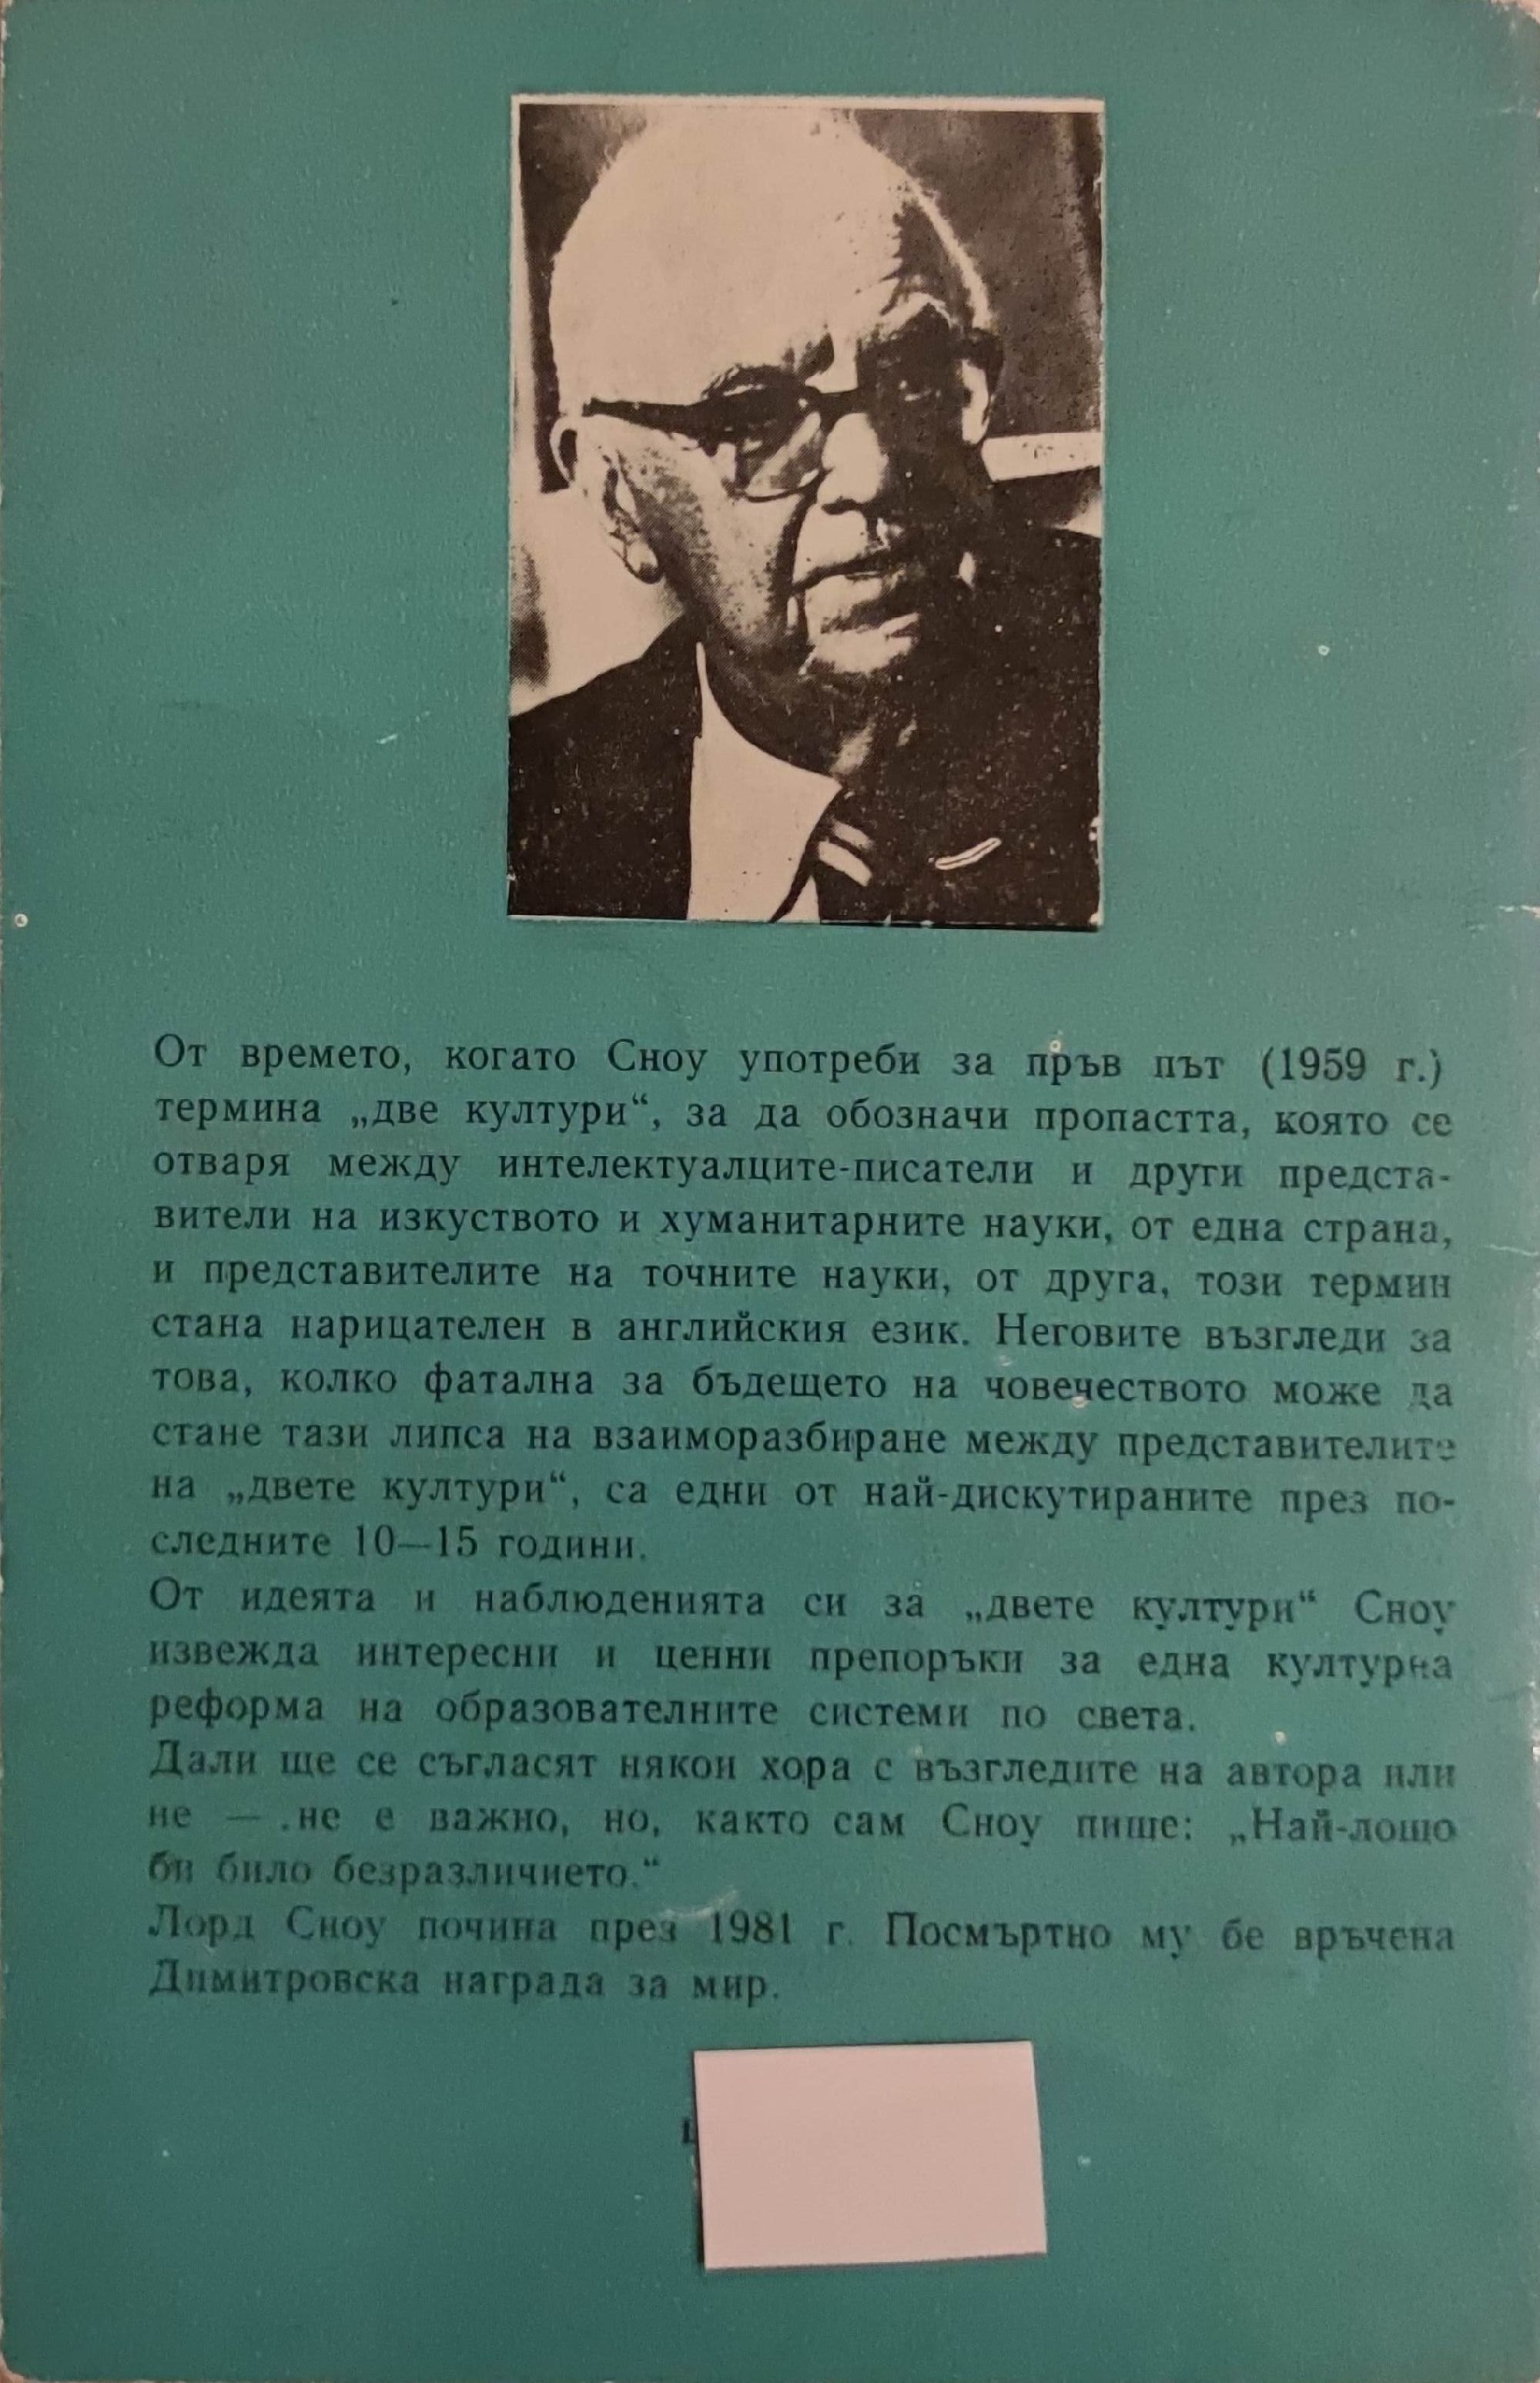 От времето, когато Сноу употреби за пръв път (1959 г.)
термина „две култури“, за да обозначи пропастта, която се
отваря между интелектуалците-писатели и други предста-
вители на изкуството и хуманитарните науки, от една страна,
и представителите на точните науки, от друга, този термин
стана нарицателен в английския език. Неговите възгледи за
това, колко фатална за бъдещето на човечеството може да
стане тази липса на взаиморазбиране между представителите
на „двете култури“, са едни от най-дискутираните през по-
следните 10—15 години.
От идеята и наблюденията си за „двете култури“ Сноу
извежда интересни и ценни препоръки за една културна
реформа на образователните системи по света.
Дали ще се съгласят някои хора с възгледите на автора или
не — не е важно, но, както сам Сноу пише: „Най-лошо
би било безразличието.“
Лорд Сноу почина през 1981 г. Посмъртно му бе връчена
Димитровска награда за мир.